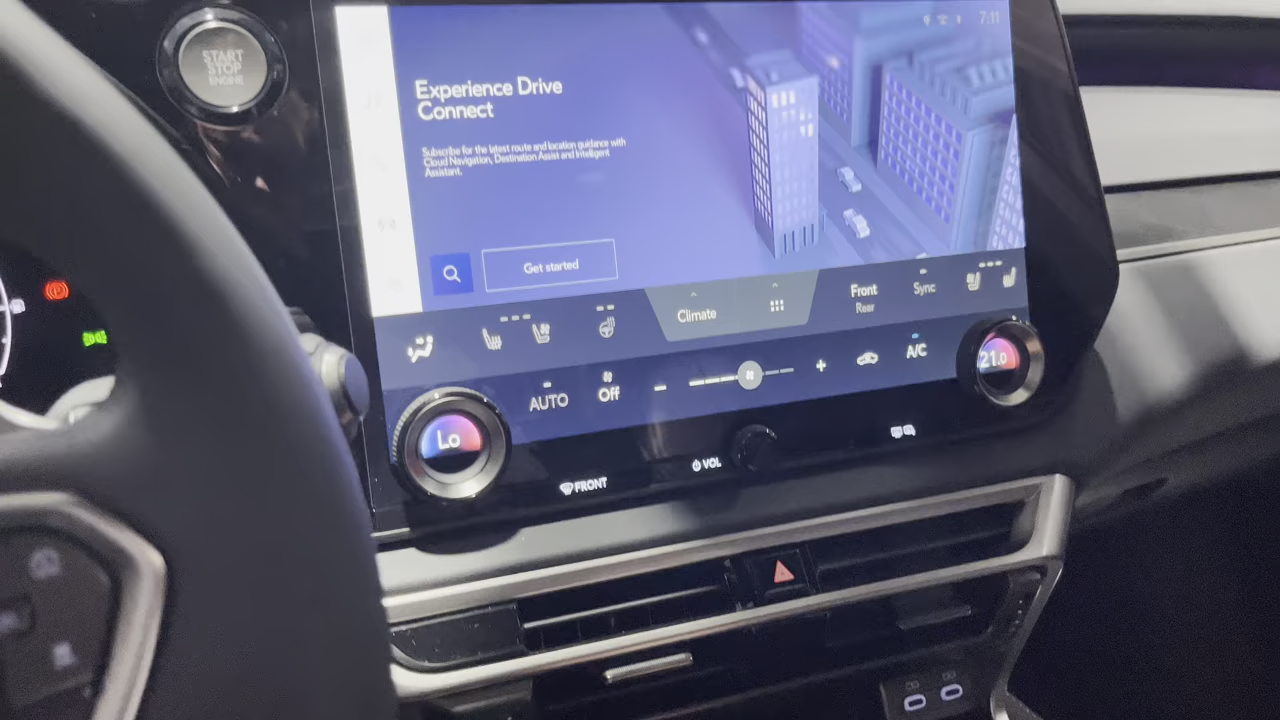 START
STOP
ENGINE
7:11
Experience Drive
Connect
Subscribe for the latest route and location guidance with
Cloud Navigation, Destination Assist and Intelligent
Assistant.
Get started
Climate
Front
Rear
Sync
AUTO
Off
A/C
21.0
Lo
FRONT
VOL